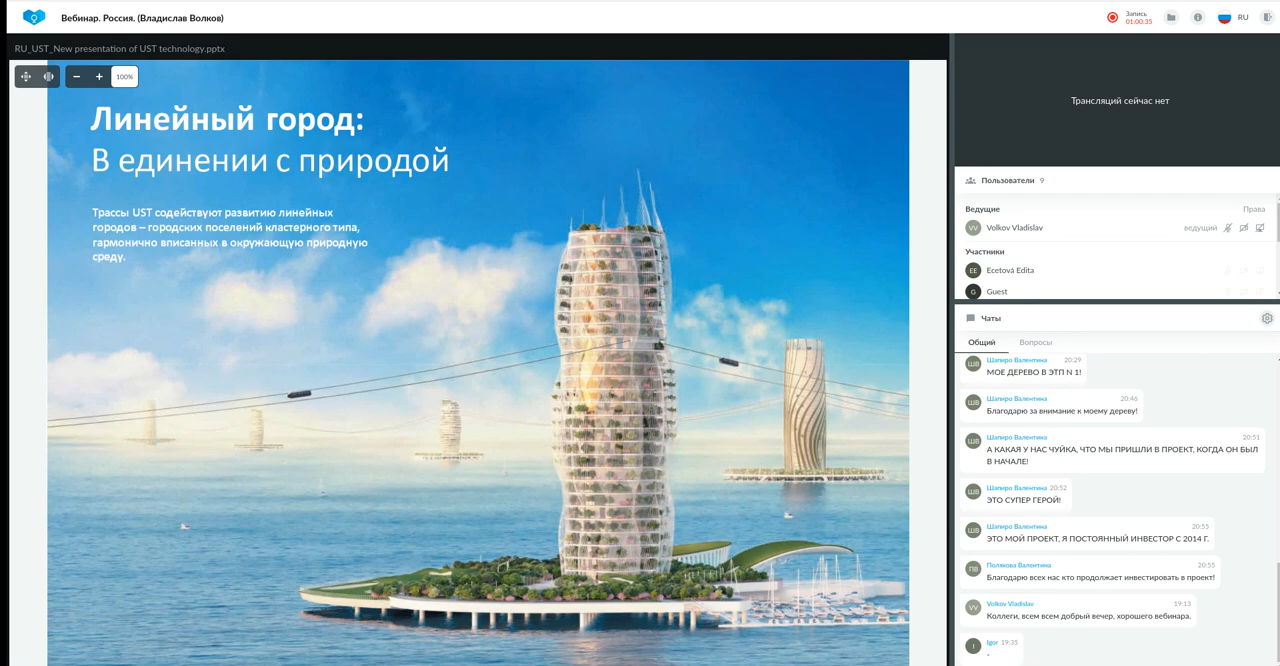 Вебинар. Россия. (Владислав Волков)
Запись
01:00:35
RU
RU_UST_New presentation of UST technology.pptx
100%
Линейный город:
В единении с природой
Трассы UST содействуют развитию линейных
городов – городских поселений кластерного типа,
гармонично вписанных в окружающую природную
среду.
Трансляций сейчас нет
Пользователи 9
Ведущие Права
VV Volkov Vladislav ведущий
Участники
EE Ecetová Edita
G Guest
Чаты
Общий Вопросы
ШВ Шапиро Валентина 20:29
МОЕ ДЕРЕВО В ЭТП N 1!
ШВ Шапиро Валентина 20:46
Благодарю за внимание к моему дереву!
ШВ Шапиро Валентина 20:51
А КАКАЯ У НАС ЧУЙКА, ЧТО МЫ ПРИШЛИ В ПРОЕКТ, КОГДА ОН БЫЛ
В НАЧАЛЕ!
ШВ Шапиро Валентина 20:52
ЭТО СУПЕР ГЕРОЙ!
ШВ Шапиро Валентина 20:55
ЭТО МОЙ ПРОЕКТ, Я ПОСТОЯННЫЙ ИНВЕСТОР С 2014 Г.
ПВ Полякова Валентина 20:55
Благодарю всех нас кто продолжает инвестировать в проект!
VV Volkov Vladislav 19:13
Коллеги, всем всем добрый вечер, хорошего вебинара.
I Igor 19:35
-